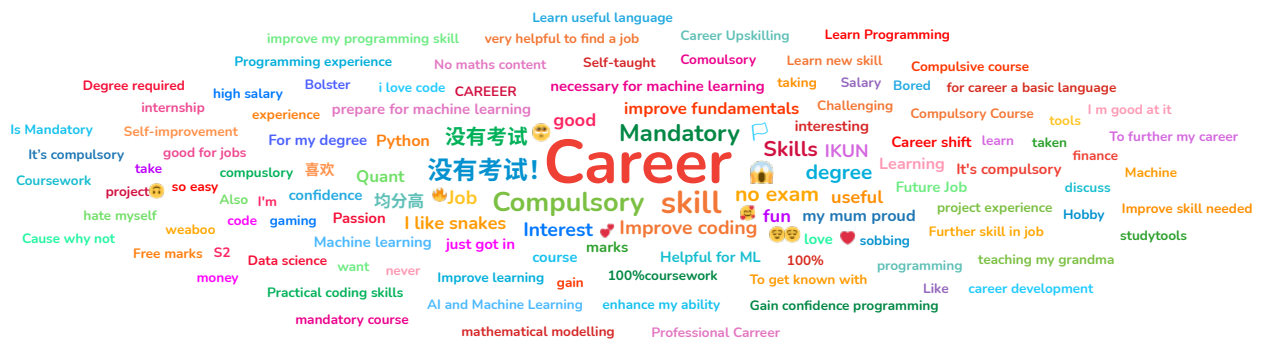 Learn useful language
improve my programming skill
very helpful to find a job
Career Upskilling
Learn Programming
Programming experience
No maths content
Self-taught
Comoulsory
Learn new skill
Compulsive course
Degree required
high salary
Bolster
i love code
CAREEER
necessary for machine learning
taking
Salary
Bored
for career a basic language
internship
experience
prepare for machine learning
good
improve fundamentals
Challenging
Compulsory Course
tools
I m good at it
Is Mandatory
Self-improvement
For my degree
Python
没有考试🥺
Mandatory
🏳️
interesting
Career shift
learn
taken
To further my career
It's compulsory
good for jobs
没有考试!
Career
Skills
IKUN
Learning
finance
take
compuslory
喜欢
Quant
😱
degree
It's compulsory
Machine
Coursework
project🙃
so easy
Also
I'm
confidence
均分高
🔥Job
Compulsory
skill
no exam
useful
Future Job
discuss
hate myself
code
gaming
Passion
I like snakes
🥰
fun
my mum proud
project experience
Hobby
Improve skill needed
Cause why not
weaboo
Interest
💕
Improve coding
😌😌
love
❤️
sobbing
Further skill in job
studytools
Free marks
S2
Machine learning
just got in
marks
Data science
want
never
course
Helpful for ML
100%
programming
teaching my grandma
money
Improve learning
gain
100%coursework
To get known with
Like
career development
Practical coding skills
AI and Machine Learning
enhance my ability
Gain confidence programming
mandatory course
mathematical modelling
Professional Carreer